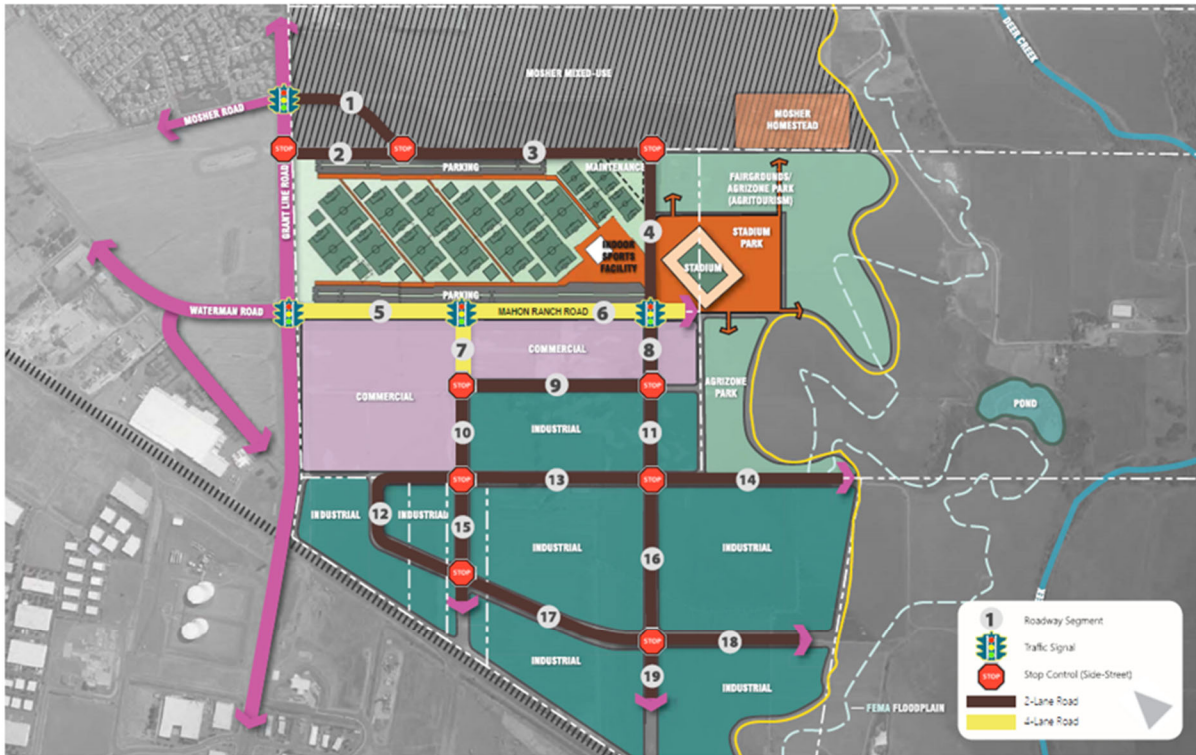 MOSHER MIXED-USE
DEER CREEK
1
MOSHER ROAD
MOSHER
HOMESTEAD
STOP
STOP
STOP
2
3
PARKING
MAINTENANCE
FAIRGROUNDS/
AGRIZONE PARK
(AGRITOURISM)
GRANT LINE ROAD
4
STADIUM
PARK
INDOOR
SPORTS
FACILITY
STADIUM
PARKING
WATERMAN ROAD
5
MAHON RANCH ROAD
6
7
COMMERCIAL
8
STOP
9
STOP
AGRIZONE
PARK
COMMERCIAL
POND
10
INDUSTRIAL
11
STOP
13
STOP
14
12
INDUSTRIAL
INDUSTRIAL
15
INDUSTRIAL
INDUSTRIAL
16
STOP
17
STOP
18
INDUSTRIAL
19
INDUSTRIAL
FEMA FLOODPLAIN
1
Roadway Segment
Traffic Signal
STOP
Stop Control (Side-Street)
2-Lane Road
4-Lane Road